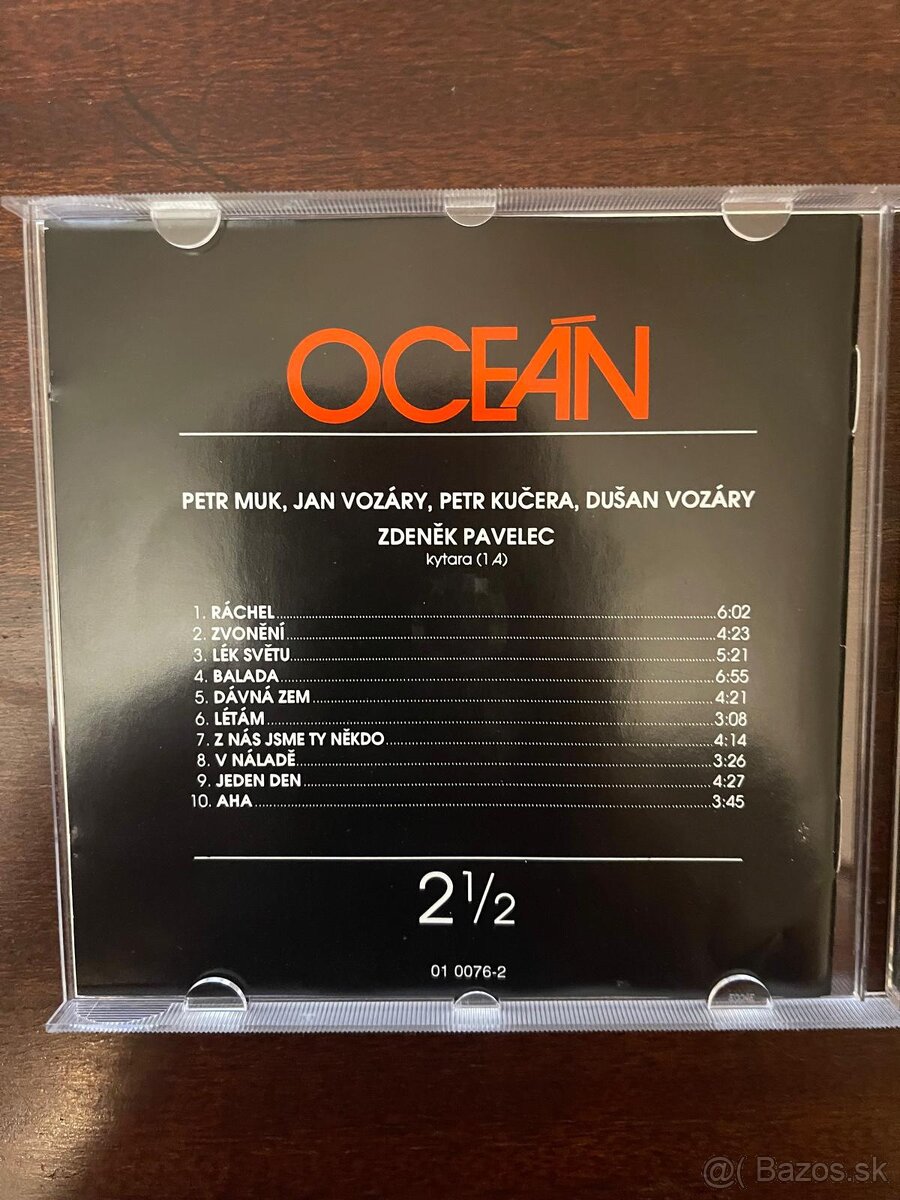 OCEÁN
PETR MUK, JAN VOZÁRY, PETR KUČERA, DUŠAN VOZÁRY
ZDENĚK PAVELEC
kytara (1,4)
1. RÁCHEL 6:02
2. ZVONĚNÍ 4:23
3. LÉK SVĚTU 5:21
4. BALADA 6:55
5. DÁVNÁ ZEM 4:21
6. LÉTÁM 3:08
7. Z NÁS JSME TY NĚKDO 4:14
8. V NÁLADĚ 3:26
9. JEDEN DEN 4:27
10. AHA 3:45
2 1/2
01 0076-2
@( Bazos.sk